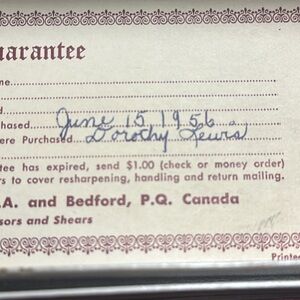 uarantee
ne
d
chased June 15 1956
ere Purchased Dorothy Lewis
tee has expired, send $1.00 (check or money order)
rs to cover resharpening, handling and return mailing.
.A. and Bedford, P.Q. Canada
sors and Shears
Printed